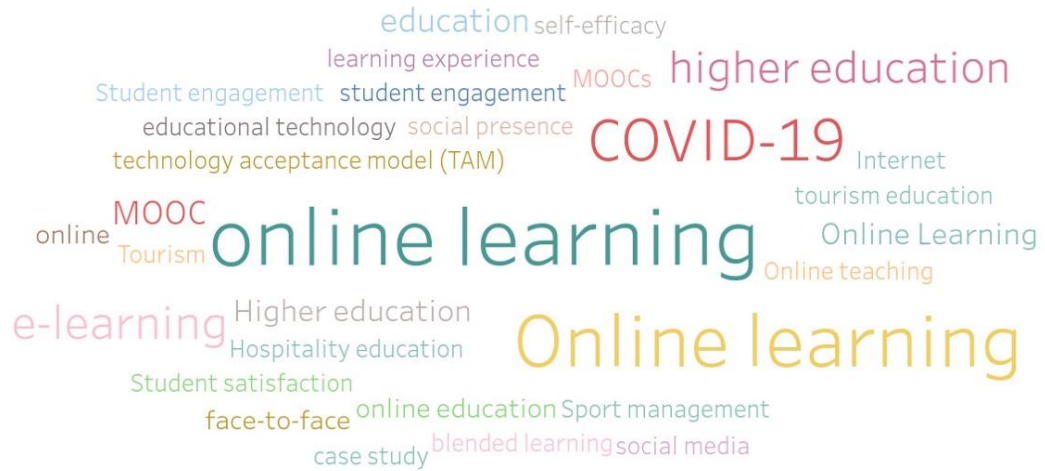 education self-efficacy
learning experience
higher education
MOOCs
Student engagement student engagement
educational technology social presence
COVID-19
technology acceptance model (TAM)
Internet
tourism education
MOOC
online
online learning
Online Learning
Tourism
Online teaching
e-learning
Higher education
Online learning
Hospitality education
Student satisfaction
face-to-face
online education Sport management
case study
blended learning
social media